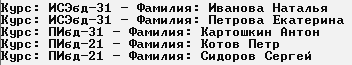 Курс: ИСЭбд-31 - Фамилия: Иванова Наталья
Курс: ИСЭбд-31 - Фамилия: Петрова Екатерина
Курс: ПИбд-31 - Фамилия: Картошкин Антон
Курс: ПИбд-21 - Фамилия: Котов Петр
Курс: ПИбд-21 - Фамилия: Сидоров Сергей